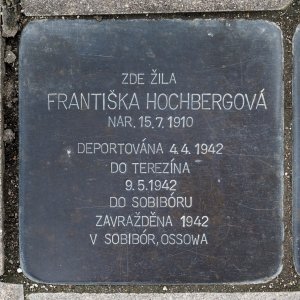 ZDE ŽILA
FRANTIŠKA HOCHBERGOVÁ
NAR. 15.7.1910
DEPORTOVÁNA 4.4.1942
DO TEREZÍNA
9.5.1942
DO SOBIBÓRU
ZAVRAŽDĚNA 1942
V SOBIBÓR, OSSOWA